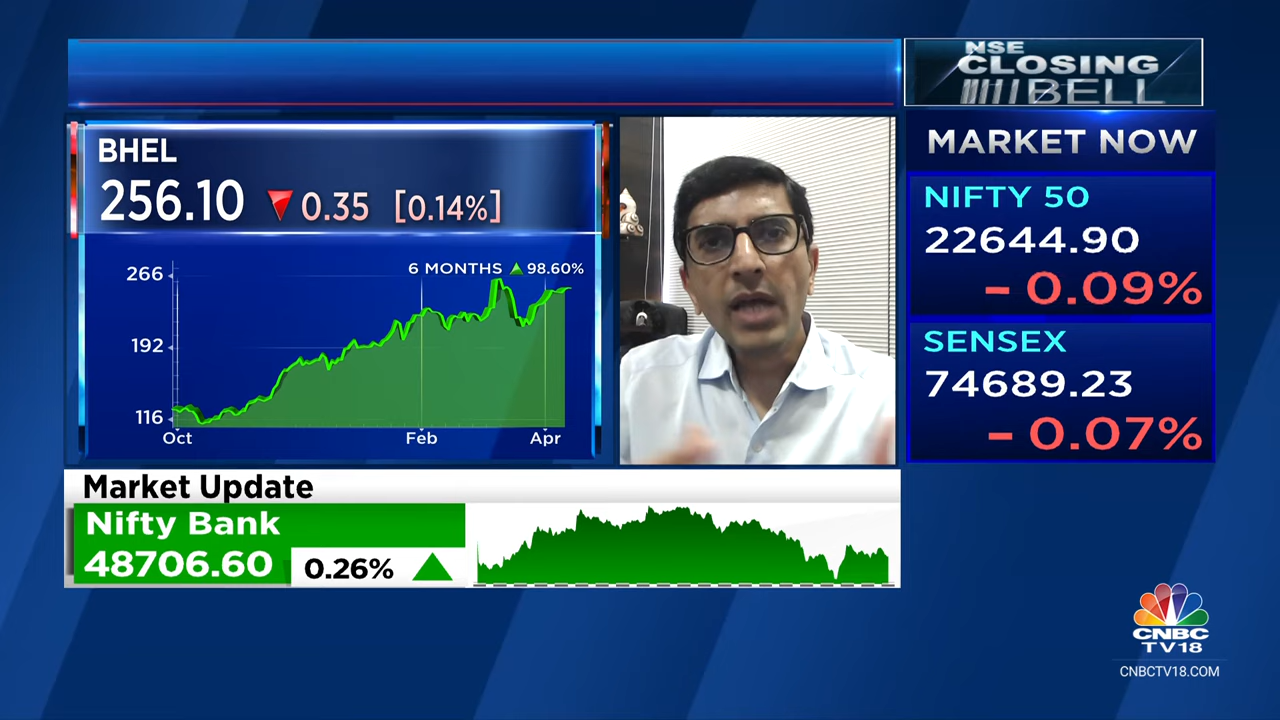 NSE
CLOSING
BELL
BHEL
256.10 ▼ 0.35 [0.14%]
6 MONTHS ▲ 98.60%
266
192
116
Oct Feb Apr
MARKET NOW
NIFTY 50
22644.90
– 0.09%
SENSEX
74689.23
– 0.07%
Market Update
Nifty Bank
48706.60 0.26% ▲
CNBC
TV18
CNBCTV18.COM